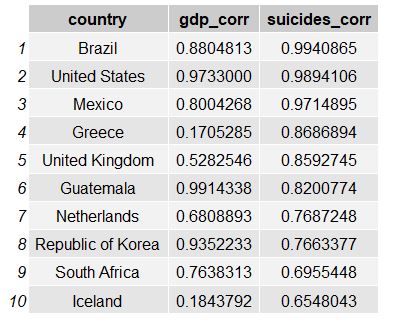 country gdp_corr suicides_corr
1 Brazil 0.8804813 0.9940865
2 United States 0.9733000 0.9894106
3 Mexico 0.8004268 0.9714895
4 Greece 0.1705285 0.8686894
5 United Kingdom 0.5282546 0.8592745
6 Guatemala 0.9914338 0.8200774
7 Netherlands 0.6808893 0.7687248
8 Republic of Korea 0.9352233 0.7663377
9 South Africa 0.7638313 0.6955448
10 Iceland 0.1843792 0.6548043